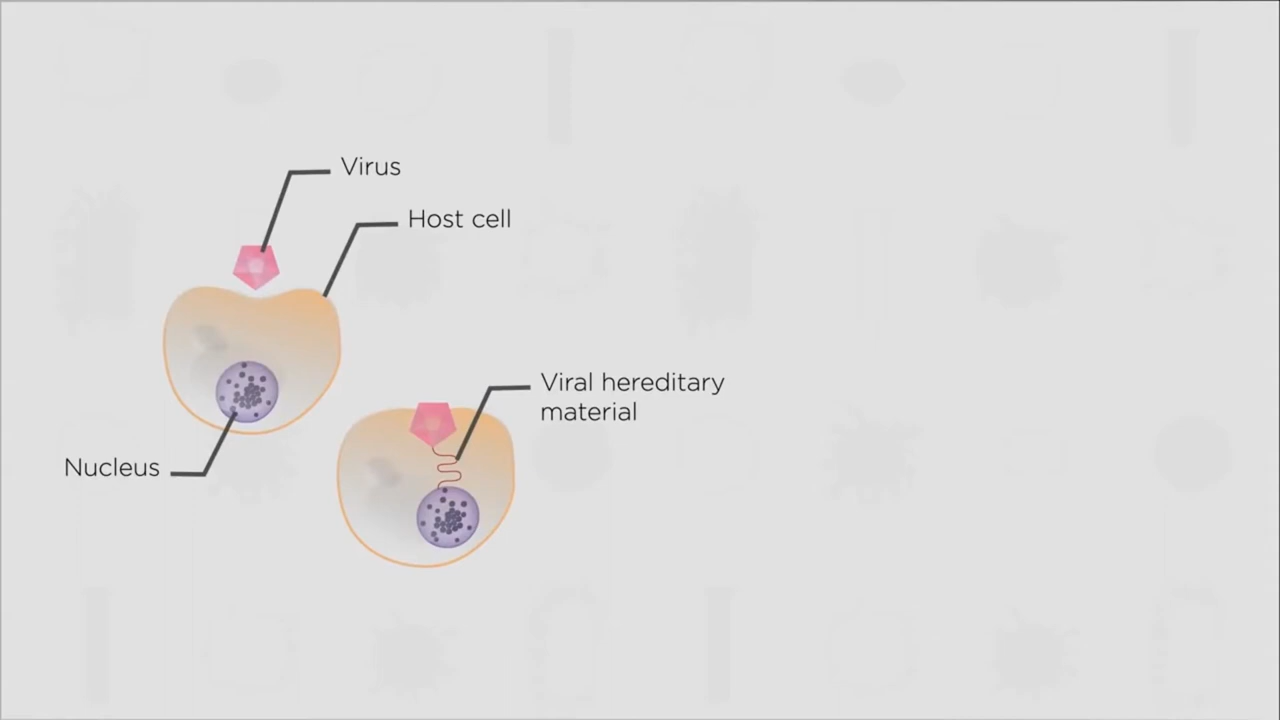 Virus
Host cell
Viral hereditary
material
Nucleus